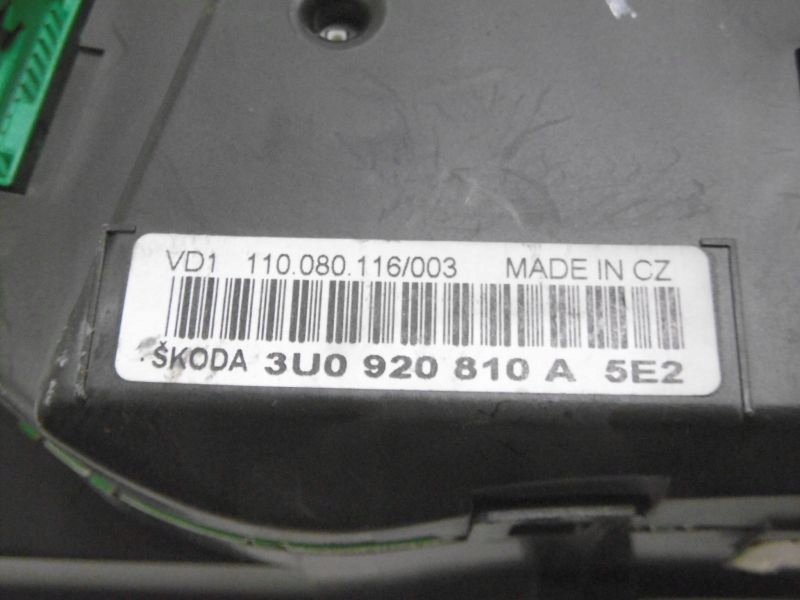 VD1 110.080.116/003 MADE IN CZ
ŠKODA 3U0 920 810 A 5E2